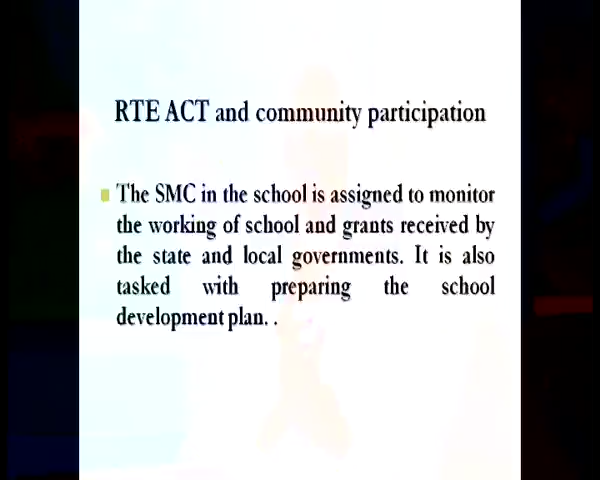 RTE ACT and community participation
The SMC in the school is assigned to monitor
the working of school and grants received by
the state and local governments. It is also
tasked with preparing the school
development plan. .